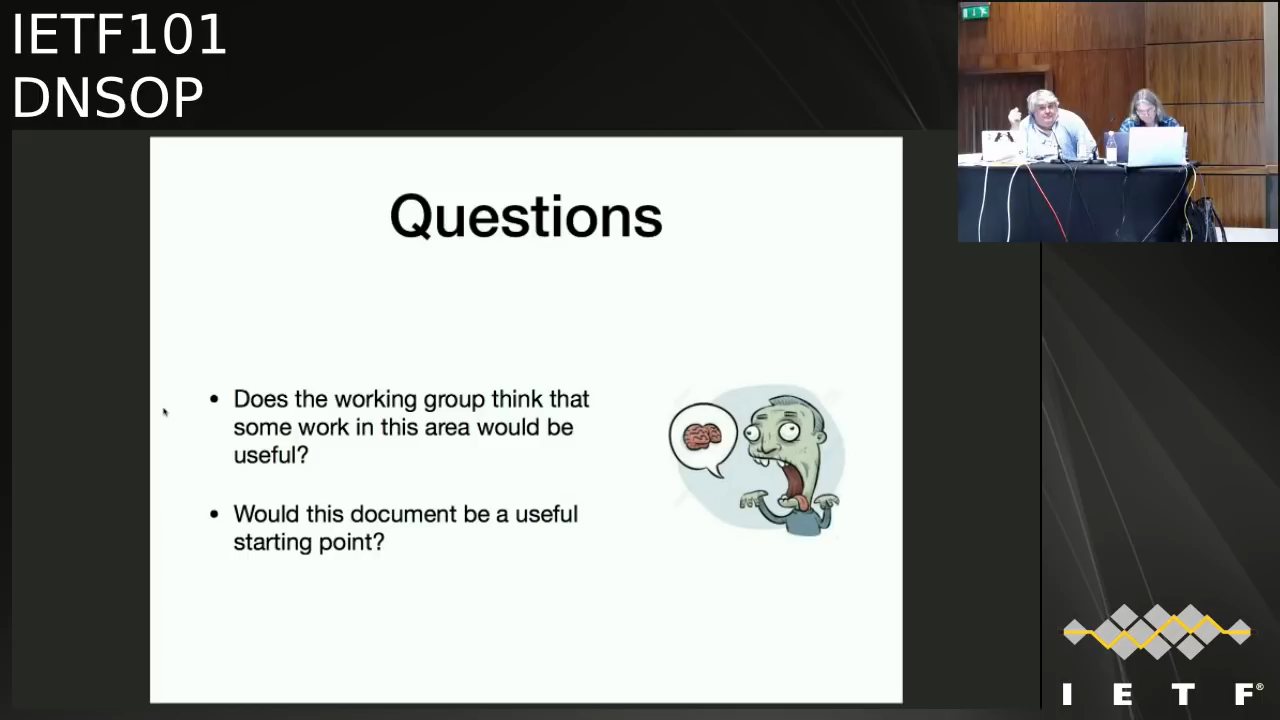 IETF101
DNSOP
Questions
• Does the working group think that
some work in this area would be
useful?
• Would this document be a useful
starting point?
I E T F®